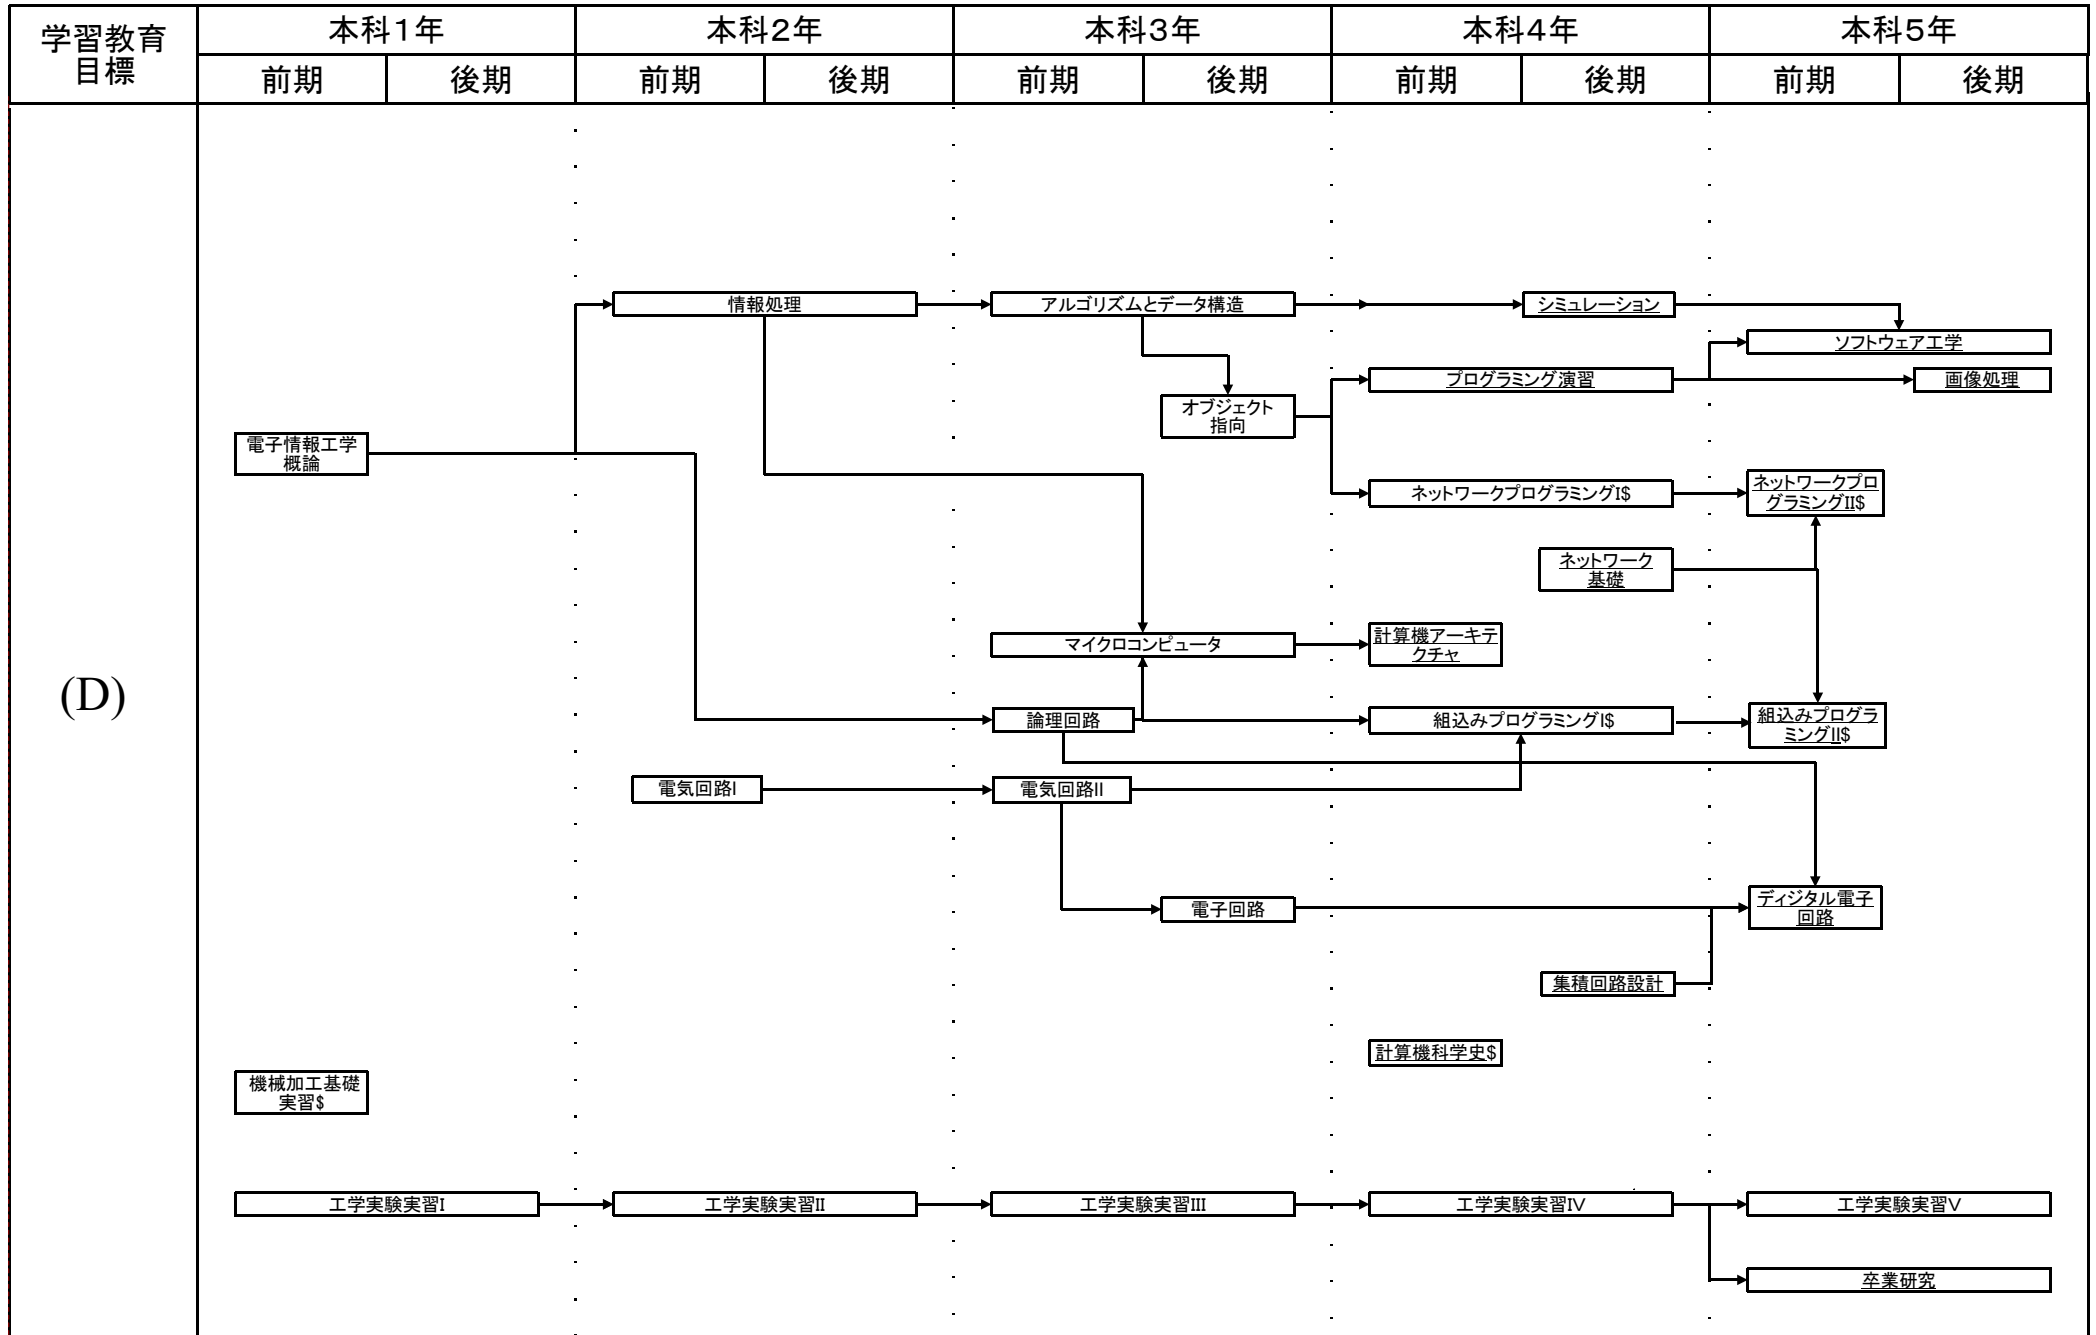 学習教育
目標
本科1年
本科2年
本科3年
本科4年
本科5年
前期
後期
前期
後期
前期
後期
前期
後期
前期
後期
(D)
情報処理
アルゴリズムとデータ構造
シミュレーション
ソフトウェア工学
プログラミング演習
画像処理
オブジェクト
指向
電子情報工学
概論
ネットワークプログラミングI$
ネットワークプロ
グラミングII$
ネットワーク
基礎
マイクロコンピュータ
計算機アーキテ
クチャ
論理回路
組込みプログラミングI$
組込みプログラ
ミングII$
電気回路I
電気回路II
電子回路
ディジタル電子
回路
集積回路設計
計算機科学史$
機械加工基礎
実習$
工学実験実習I
工学実験実習II
工学実験実習III
工学実験実習IV
工学実験実習V
卒業研究